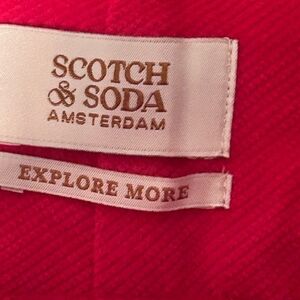 SCOTCH
& SODA
AMSTERDAM
EXPLORE MORE